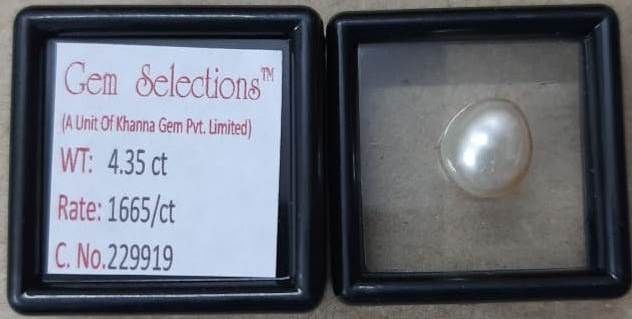 Gem Selections™
(A Unit Of Khanna Gem Pvt. Limited)
WT: 4.35 ct
Rate: 1665/ct
C. No.229919